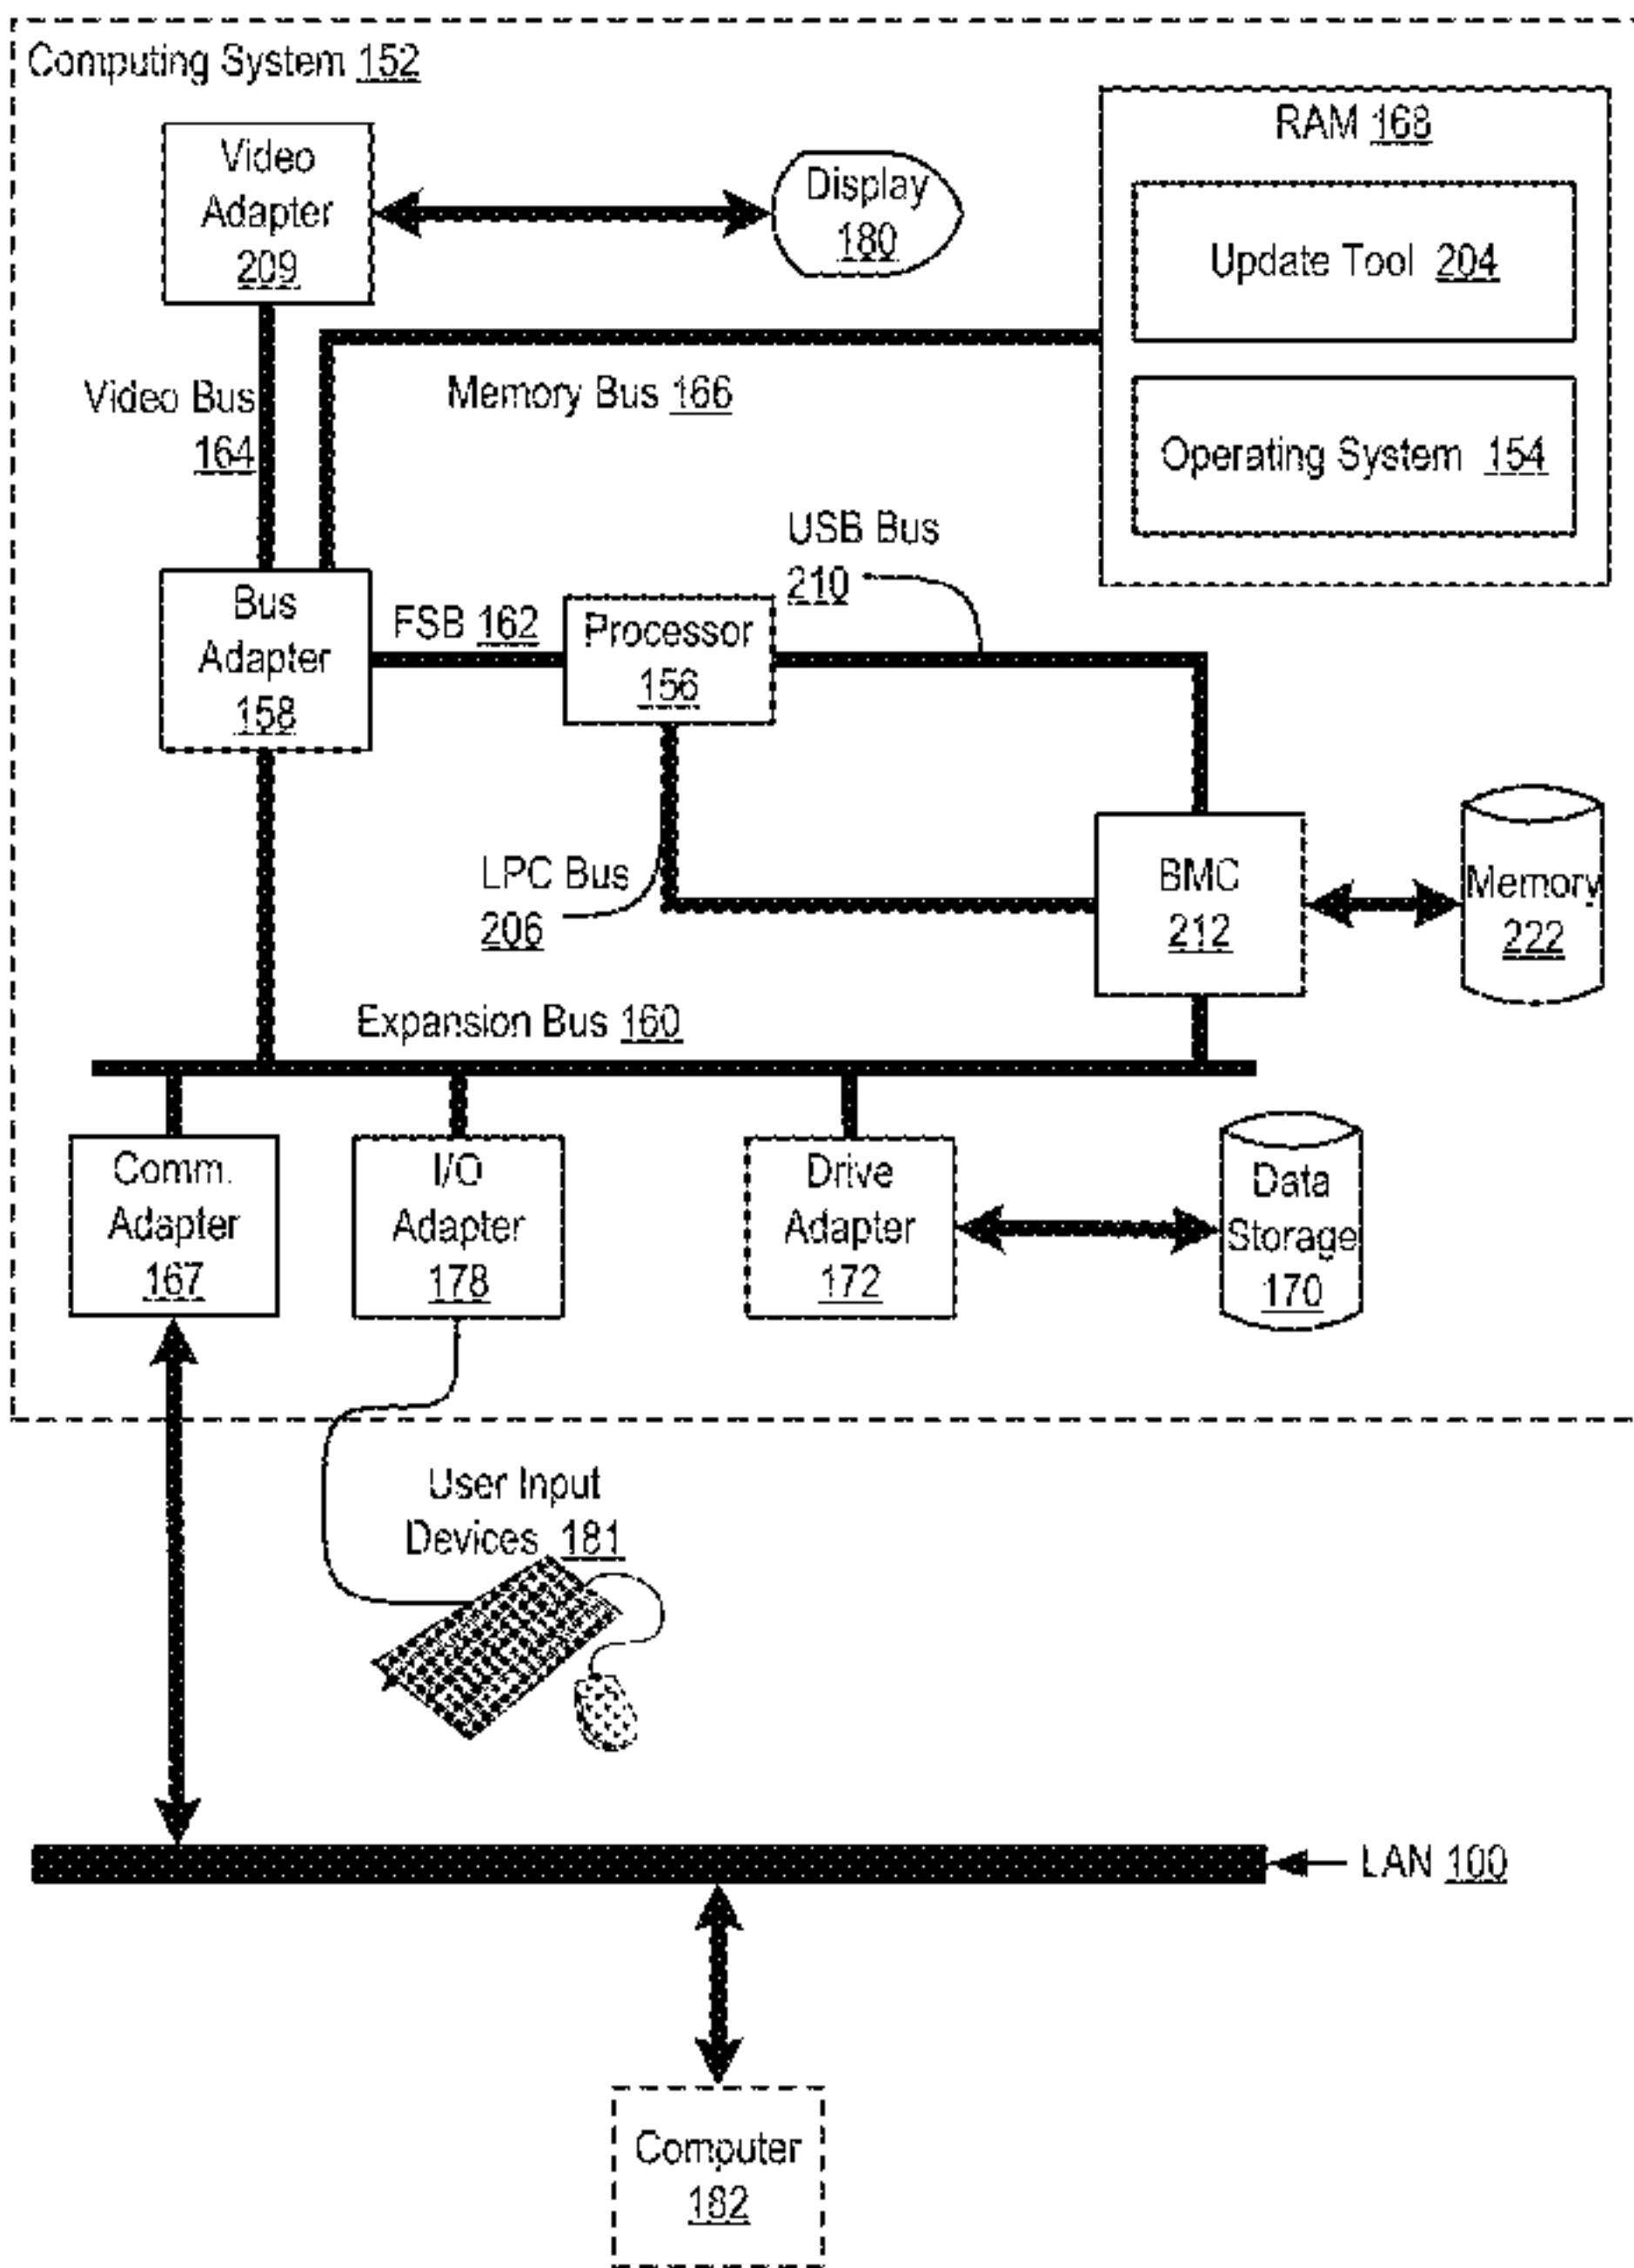 Computing System 152
Video
Adapter
209
Display
180
RAM 168
Update Tool 204
Operating System 154
Video Bus
164
Memory Bus 166
USB Bus
210
Bus
Adapter
158
FSB 162
Processor
156
LPC Bus
206
BMC
212
Memory
222
Expansion Bus 160
Comm.
Adapter
167
I/O
Adapter
178
Drive
Adapter
172
Data
Storage
170
User Input
Devices 181
LAN 100
Computer
182